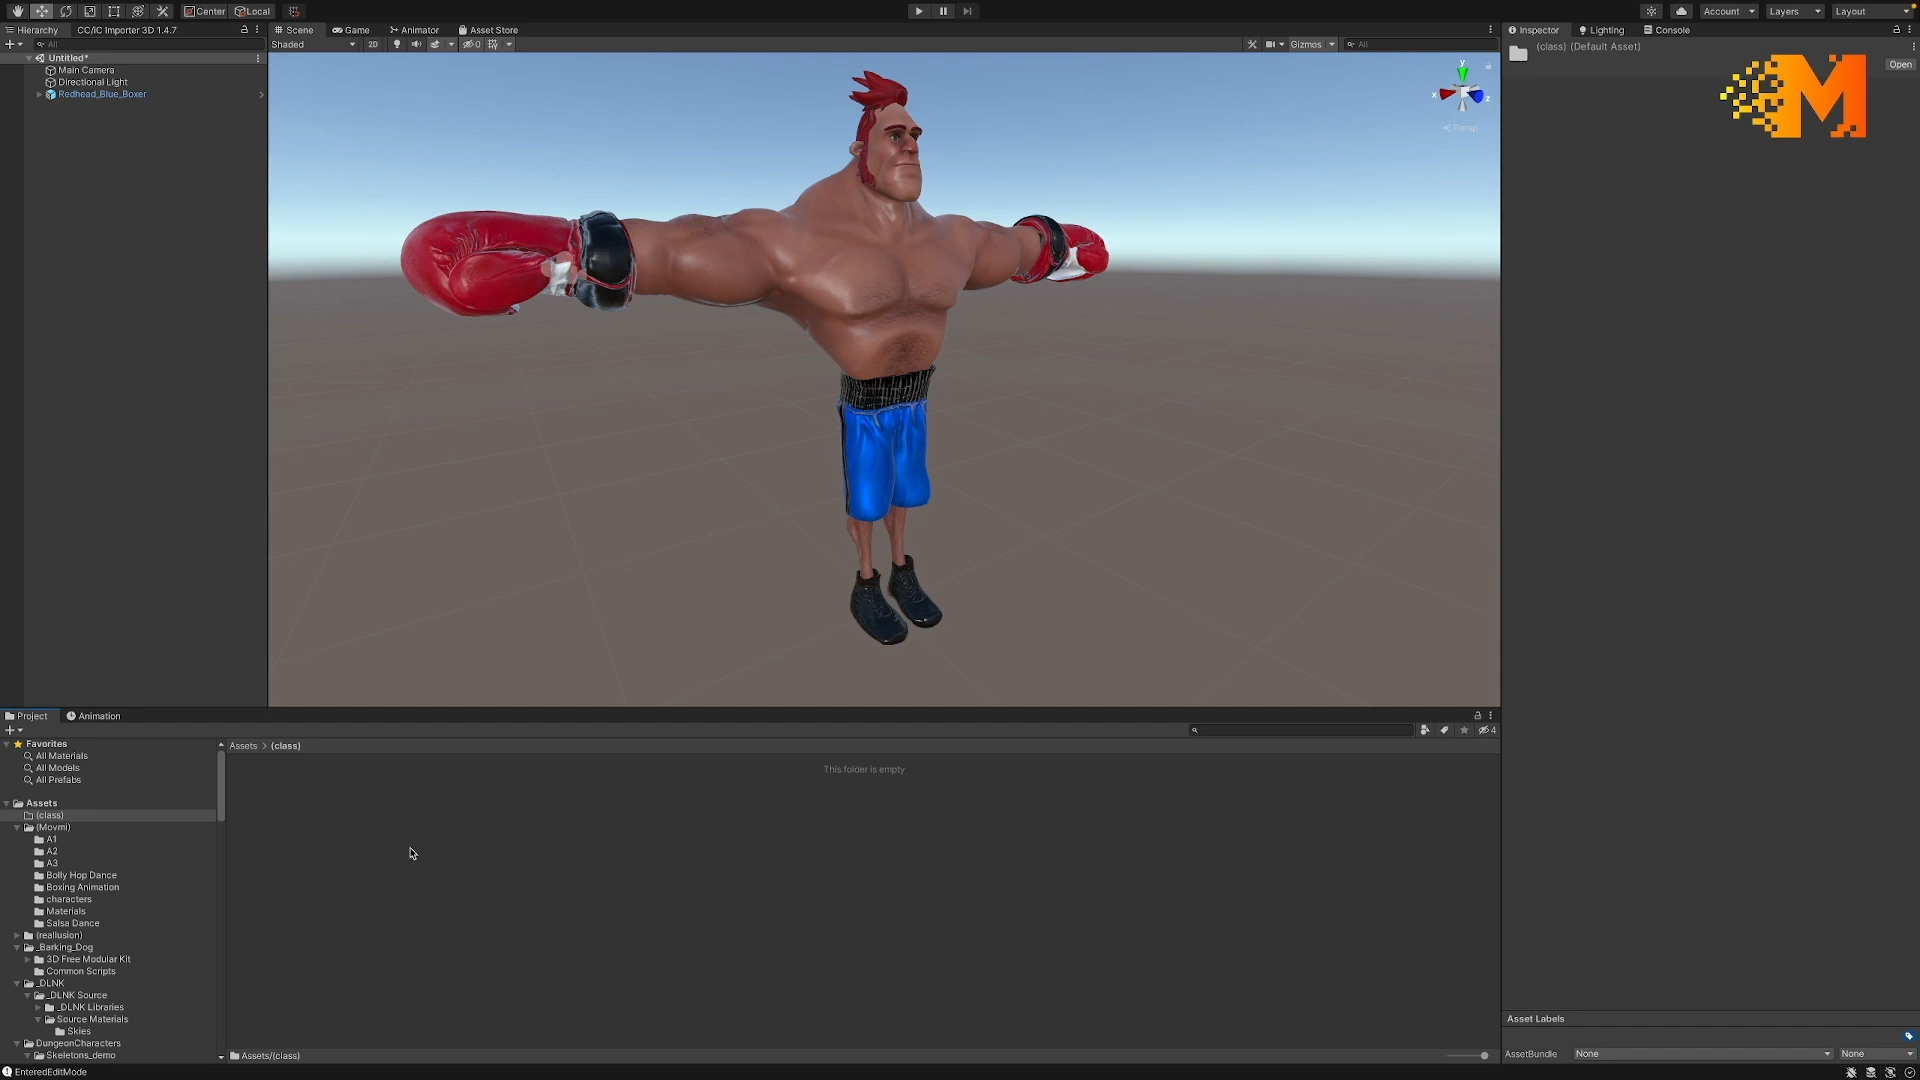 Center
Local
Account
Layers
Layout
Hierarchy
CC/iC Importer 3D 1.4.7
Scene
Game
Animator
Asset Store
Inspector
Lighting
Console
All
Shaded
2D
0
Gizmos
All
(class) (Default Asset)
Open
Untitled*
Main Camera
Directional Light
Redhead_Blue_Boxer
y
x
z
Persp
M
Project
Animation
4
Favorites
All Materials
All Models
All Prefabs
Assets > (class)
This folder is empty
Assets
(class)
(Movmi)
A1
A2
A3
Bolly Hop Dance
Boxing Animation
characters
Materials
Salsa Dance
(reallusion)
_Barking_Dog
3D Free Modular Kit
Common Scripts
_DLNK
_DLNK Source
_DLNK Libraries
Source Materials
Skies
DungeonCharacters
Skeletons_demo
Assets/(class)
Asset Labels
AssetBundle
None
None
EnteredEditMode